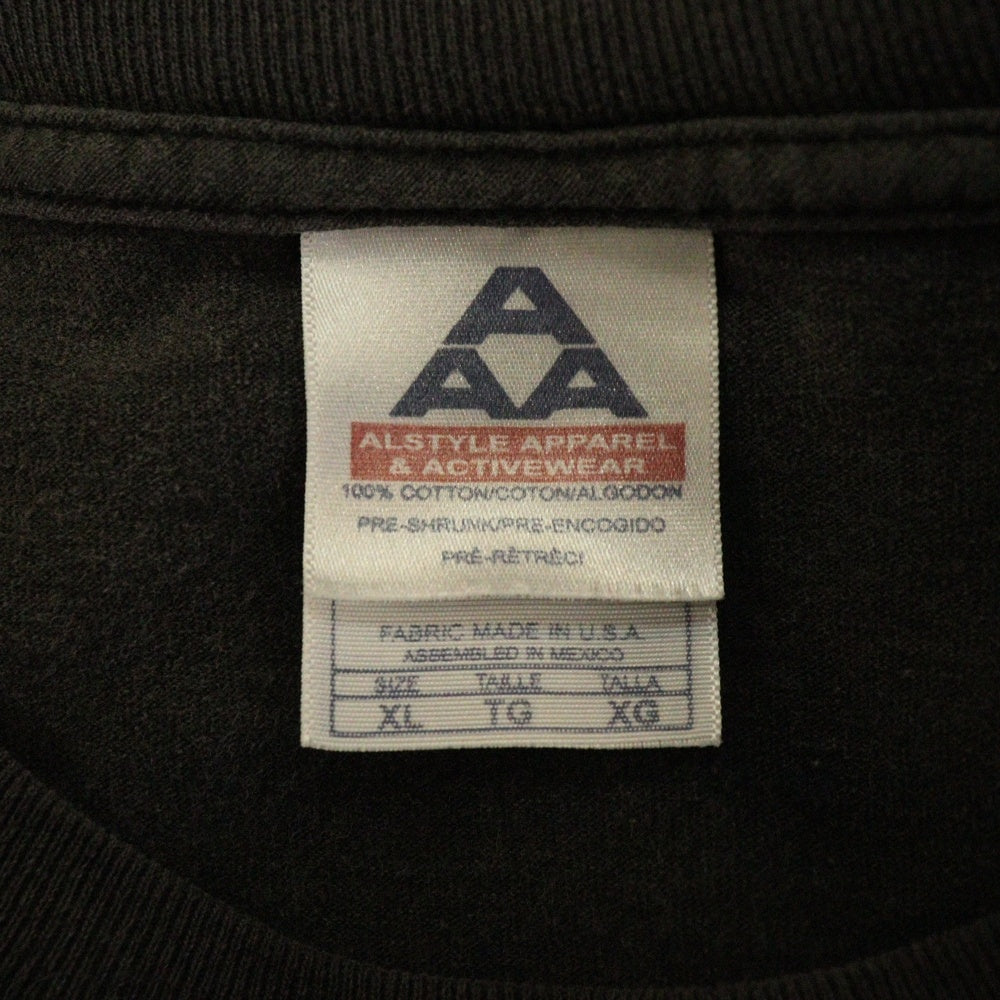 A
A A
ALSTYLE APPAREL
& ACTIVEWEAR
100% COTTON/COTON/ALGODON
PRE-SHRUNK/PRE-ENCOGIDO
PRÉ-RÊTRÊCI
FABRIC MADE IN U.S.A.
ASSEMBLED IN MEXICO
SIZE TAILLE TALLA
XL TG XG